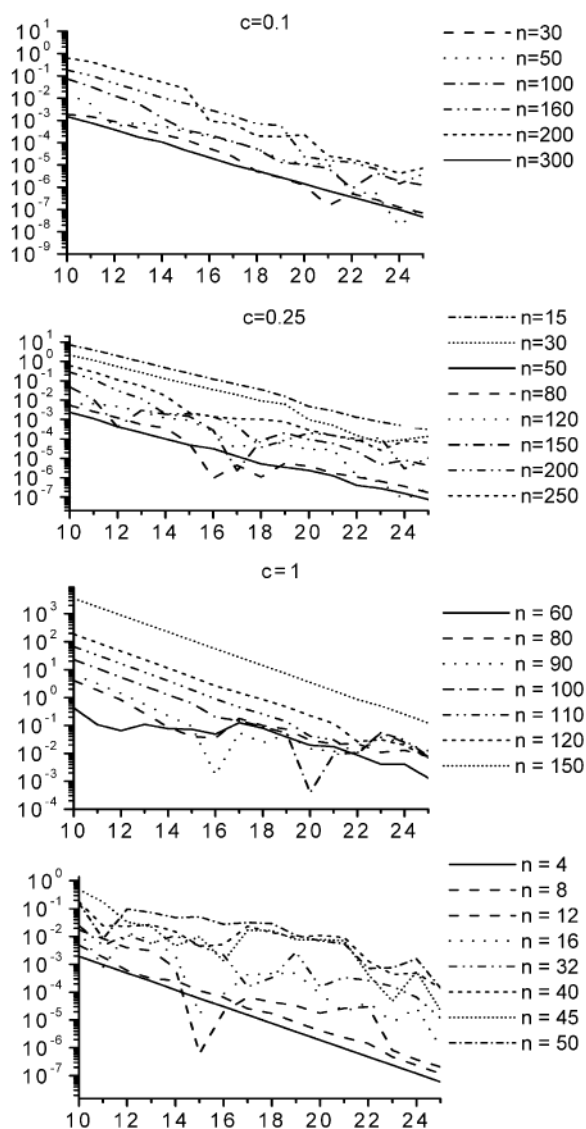 c=0.1
10^1
10^0
10^-1
10^-2
10^-3
10^-4
10^-5
10^-6
10^-7
10^-8
10^-9
10 12 14 16 18 20 22 24
n=30
n=50
n=100
n=160
n=200
n=300
c=0.25
10^1
10^0
10^-1
10^-2
10^-3
10^-4
10^-5
10^-6
10^-7
10 12 14 16 18 20 22 24
n=15
n=30
n=50
n=80
n=120
n=150
n=200
n=250
c= 1
10^3
10^2
10^1
10^0
10^-1
10^-2
10^-3
10^-4
10 12 14 16 18 20 22 24
n = 60
n = 80
n = 90
n = 100
n = 110
n = 120
n = 150
10^0
10^-1
10^-2
10^-3
10^-4
10^-5
10^-6
10^-7
10 12 14 16 18 20 22 24
n = 4
n = 8
n = 12
n = 16
n = 32
n = 40
n = 45
n = 50